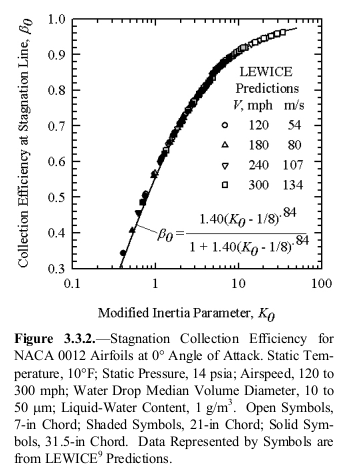 Collection Efficiency at Stagnation Line, β0
1.0
0.9
0.8
0.7
0.6
0.5
0.4
0.3
LEWICE
Predictions
V, mph m/s
120 54
180 80
240 107
300 134
β0 = 1.40(K0 - 1/8).84 / 1 + 1.40(K0 - 1/8).84
0.1 1 10 100
Modified Inertia Parameter, K0
Figure 3.3.2.—Stagnation Collection Efficiency for
NACA 0012 Airfoils at 0° Angle of Attack. Static Tem-
perature, 10°F; Static Pressure, 14 psia; Airspeed, 120 to
300 mph; Water Drop Median Volume Diameter, 10 to
50 μm; Liquid-Water Content, 1 g/m3. Open Symbols,
7-in Chord; Shaded Symbols, 21-in Chord; Solid Sym-
bols, 31.5-in Chord. Data Represented by Symbols are
from LEWICE9 Predictions.